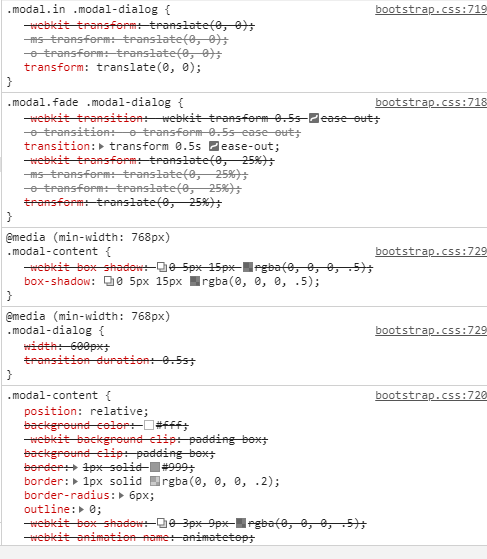 .modal.in .modal-dialog { bootstrap.css:719
-webkit-transform: translate(0, 0);
-ms-transform: translate(0, 0);
-o-transform: translate(0, 0);
transform: translate(0, 0);
}
.modal.fade .modal-dialog { bootstrap.css:718
-webkit-transition: -webkit-transform 0.5s ease-out;
-o-transition: -o-transform 0.5s ease-out;
transition: transform 0.5s ease-out;
-webkit-transform: translate(0, -25%);
-ms-transform: translate(0, -25%);
-o-transform: translate(0, -25%);
transform: translate(0, -25%);
}
@media (min-width: 768px)
.modal-content { bootstrap.css:729
-webkit-box-shadow: 0 5px 15px rgba(0, 0, 0, .5);
box-shadow: 0 5px 15px rgba(0, 0, 0, .5);
}
@media (min-width: 768px)
.modal-dialog { bootstrap.css:729
width: 600px;
transition-duration: 0.5s;
}
.modal-content { bootstrap.css:720
position: relative;
background-color: #fff;
-webkit-background-clip: padding-box;
background-clip: padding-box;
border: 1px solid #999;
border: 1px solid rgba(0, 0, 0, .2);
border-radius: 6px;
outline: 0;
-webkit-box-shadow: 0 3px 9px rgba(0, 0, 0, .5);
-webkit-animation-name: animatetop;